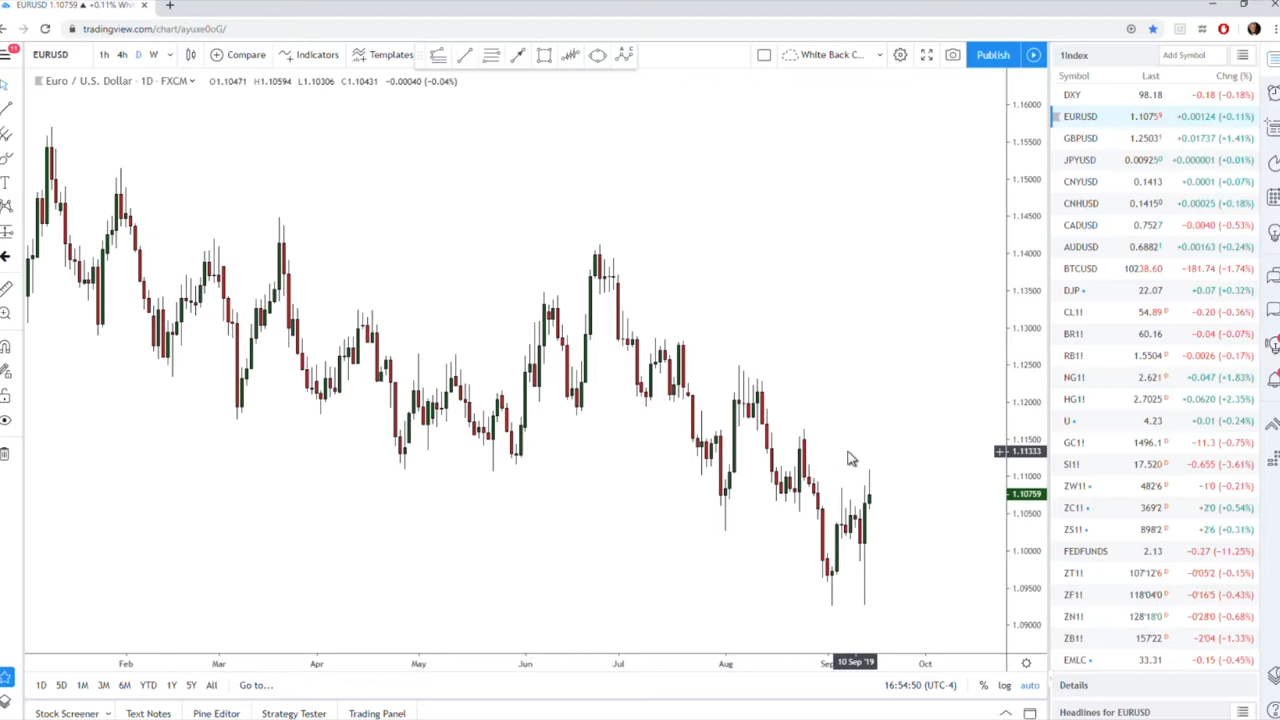 EURUSD 1.10759 ▲ +0.11% Whi
tradingview.com/chart/ayuxe0oG/
11
EURUSD 1h 4h D W Compare Indicators Templates White Back C... Publish
Euro / U.S. Dollar · 1D · FXCM O1.10471 H1.10594 L1.10306 C1.10431 -0.00040 (-0.04%)
1.16000
1.15500
1.15000
1.14500
1.14000
1.13500
1.13000
1.12500
1.12000
1.11500
1.11333
1.11000
1.10759
1.10500
1.10000
1.09500
1.09000
Feb Mar Apr May Jun Jul Aug Sep 10 Sep '19 Oct
1D 5D 1M 3M 6M YTD 1Y 5Y All Go to... 16:54:50 (UTC-4) % log auto
Stock Screener Text Notes Pine Editor Strategy Tester Trading Panel
1Index Add Symbol
Symbol Last Chng (%)
DXY 98.18 -0.18 (-0.18%)
EURUSD 1.10759 +0.00124 (+0.11%)
GBPUSD 1.25031 +0.01737 (+1.41%)
JPYUSD 0.009250 +0.000001 (+0.01%)
CNYUSD 0.1413 +0.0001 (+0.07%)
CNHUSD 0.14150 +0.00025 (+0.18%)
CADUSD 0.7527 -0.0040 (-0.53%)
AUDUSD 0.68821 +0.00163 (+0.24%)
BTCUSD 10238.60 -181.74 (-1.74%)
DJP 22.07 +0.07 (+0.32%)
CL1! 54.89 D -0.20 (-0.36%)
BR1! 60.16 -0.04 (-0.07%)
RB1! 1.5504 D -0.0026 (-0.17%)
NG1! 2.621 D +0.047 (+1.83%)
HG1! 2.7025 D +0.0620 (+2.35%)
U 4.23 +0.01 (+0.24%)
GC1! 1496.1 D -11.3 (-0.75%)
SI1! 17.520 D -0.655 (-3.61%)
ZW1! 482'6 -1'0 (-0.21%)
ZC1! 369'2 D +2'0 (+0.54%)
ZS1! 898'2 D +2'6 (+0.31%)
FEDFUNDS 2.13 -0.27 (-11.25%)
ZT1! 107'12'6 D -0'05'2 (-0.15%)
ZF1! 118'04'0 D -0'16'5 (-0.43%)
ZN1! 128'18'0 D -0'28'0 (-0.68%)
ZB1! 157'22 D -2'04 (-1.33%)
EMLC 33.31 -0.15 (-0.45%)
Details
Headlines for EURUSD